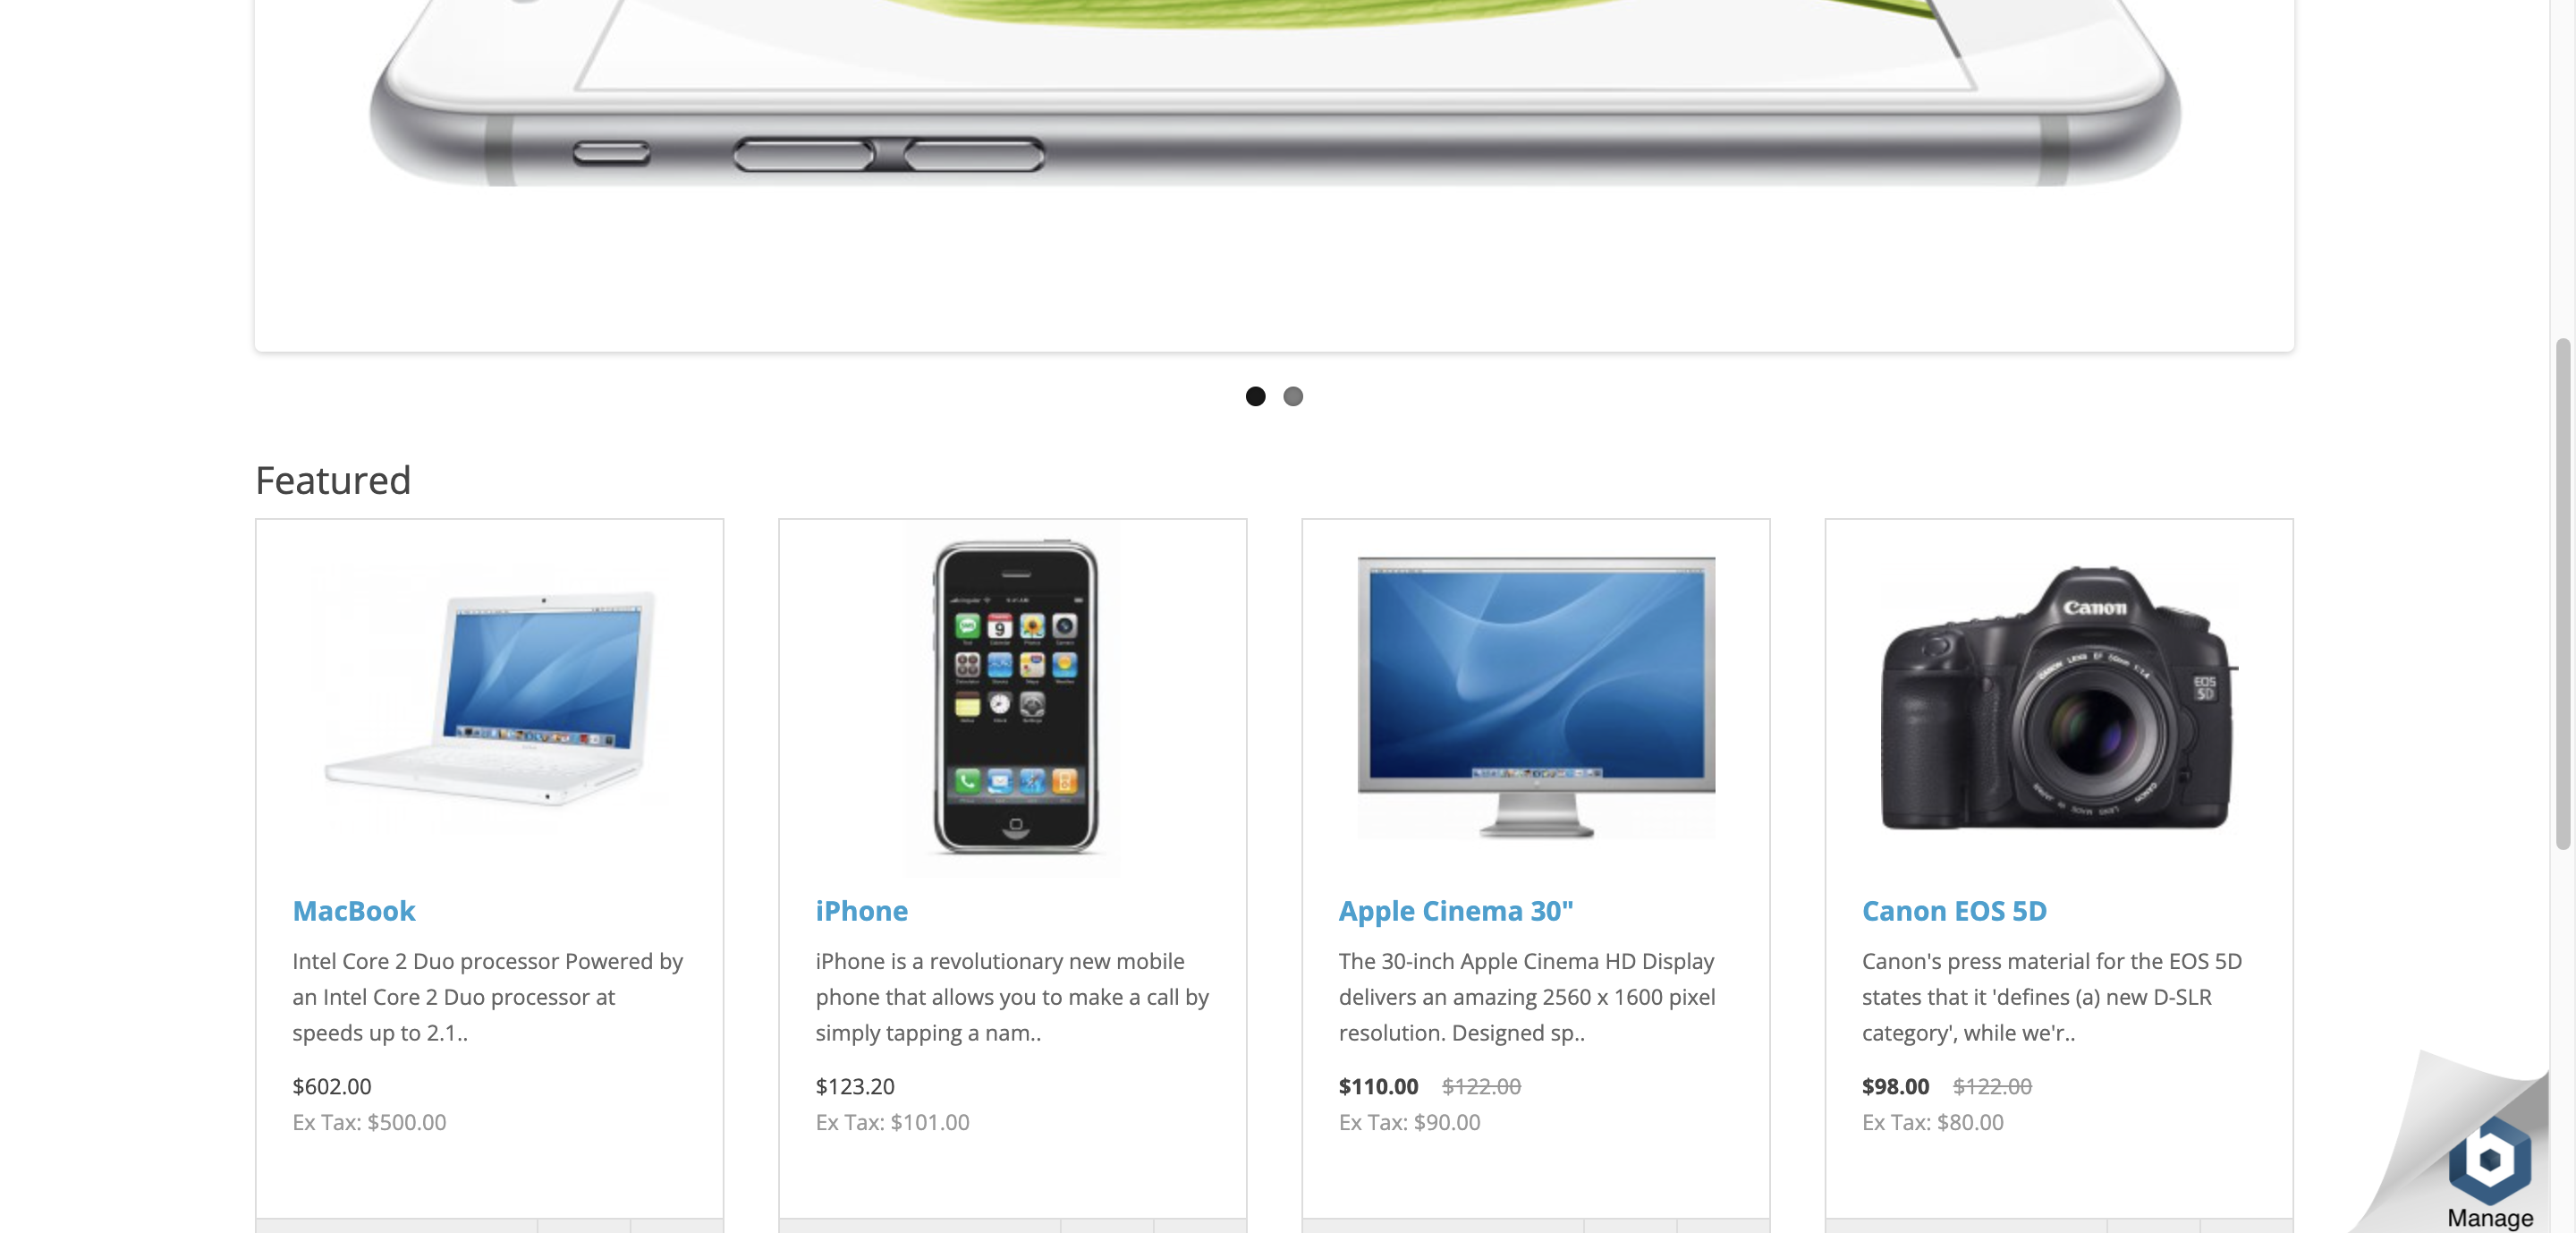 Featured
Canon
EOS
5D
MacBook
Intel Core 2 Duo processor Powered by
an Intel Core 2 Duo processor at
speeds up to 2.1..
$602.00
Ex Tax: $500.00
iPhone
iPhone is a revolutionary new mobile
phone that allows you to make a call by
simply tapping a nam..
$123.20
Ex Tax: $101.00
Apple Cinema 30"
The 30-inch Apple Cinema HD Display
delivers an amazing 2560 x 1600 pixel
resolution. Designed sp..
$110.00 $122.00
Ex Tax: $90.00
Canon EOS 5D
Canon's press material for the EOS 5D
states that it 'defines (a) new D-SLR
category', while we'r..
$98.00 $122.00
Ex Tax: $80.00
b
Manage